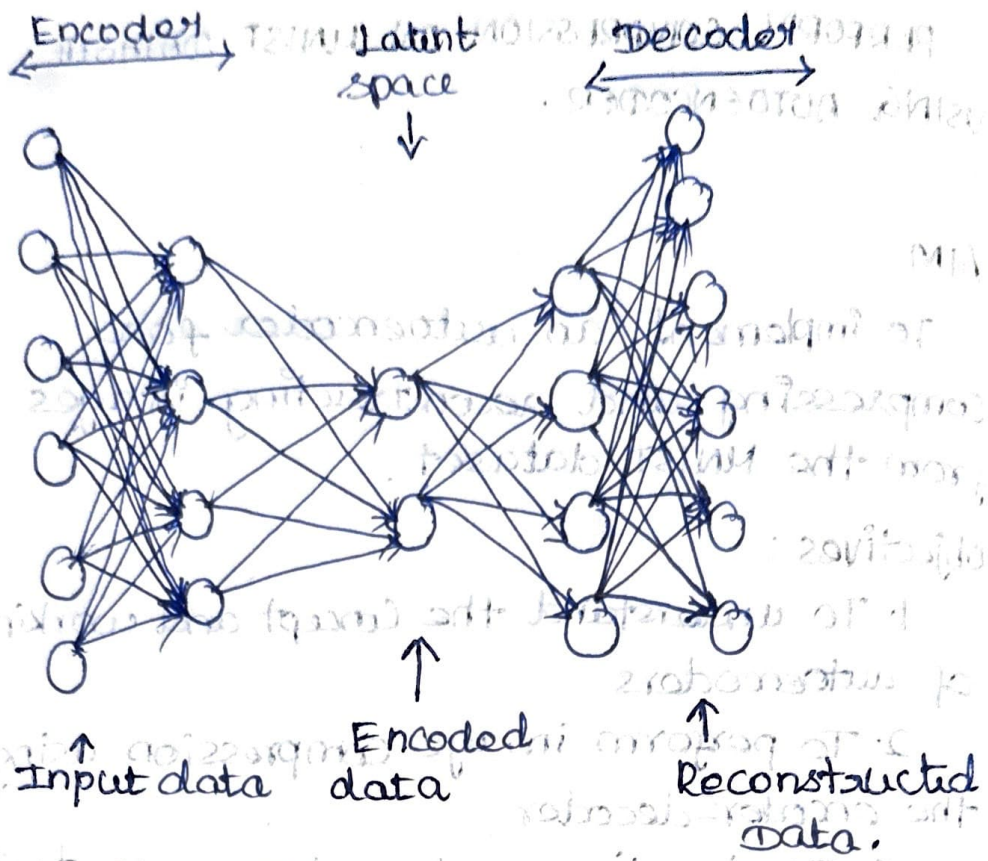 Encoder
Latent
space
Decoder
Input data
Encoded
data
Reconstructed
Data.